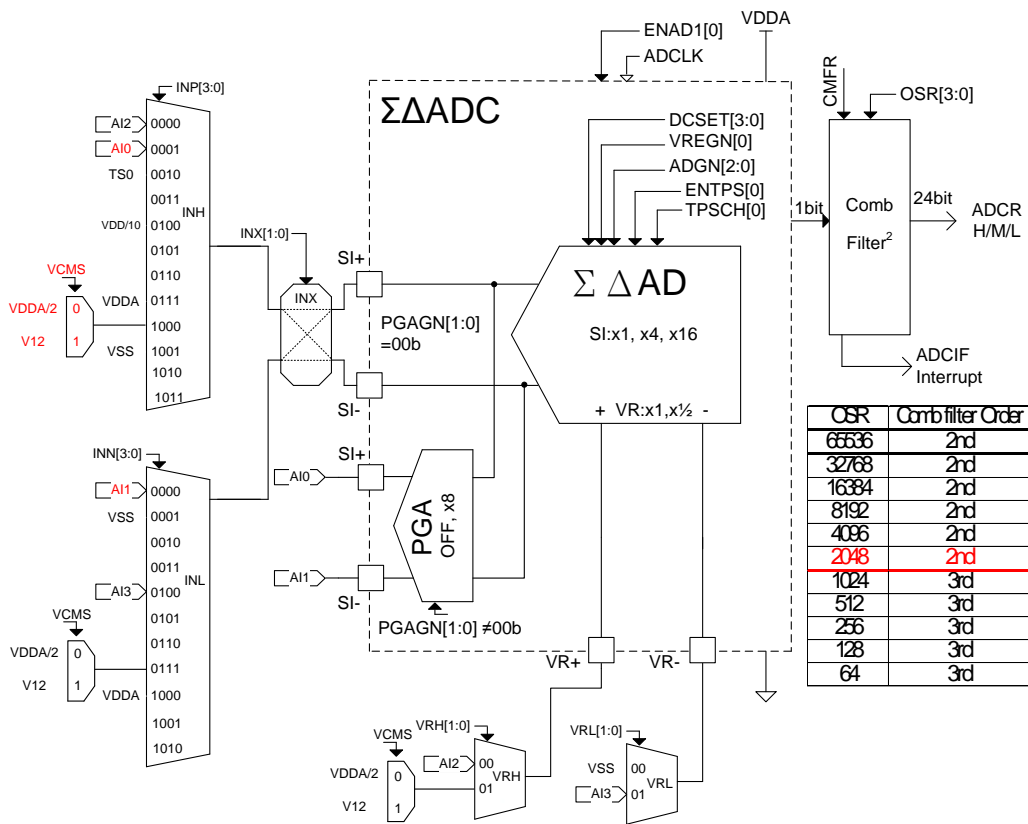 ENAD1[0]
ADCLK
VDDA
INP[3:0]
AI2
0000
AI0
0001
TS0
0010
0011
VDD/10
0100
INH
0101
0110
VDDA
0111
1000
VSS
1001
1010
1011
VCMS
VDDA/2
0
V12
1
INX[1:0]
INX
SI+
SI-
ΣΔADC
PGAGN[1:0]
=00b
DCSET[3:0]
VREGN[0]
ADGN[2:0]
ENTPS[0]
TPSCH[0]
Σ Δ AD
SI:x1, x4, x16
+ VR:x1,x½ -
1bit
CMFR
OSR[3:0]
Comb
Filter²
24bit
ADCR
H/M/L
ADCIF
Interrupt
INN[3:0]
AI1
0000
VSS
0001
0010
0011
INL
AI3
0100
0101
0110
0111
VDDA
1000
1001
1010
VCMS
VDDA/2
0
V12
1
SI+
AI0
PGA
OFF, x8
AI1
SI-
PGAGN[1:0] ≠00b
VR+
VR-
VRH[1:0]
AI2
00
01
VRH
VCMS
VDDA/2
0
V12
1
VRL[1:0]
VSS
00
AI3
01
VRL
OSR Comb filter Order
65536 2nd
32768 2nd
16384 2nd
8192 2nd
4096 2nd
2048 2nd
1024 3rd
512 3rd
256 3rd
128 3rd
64 3rd